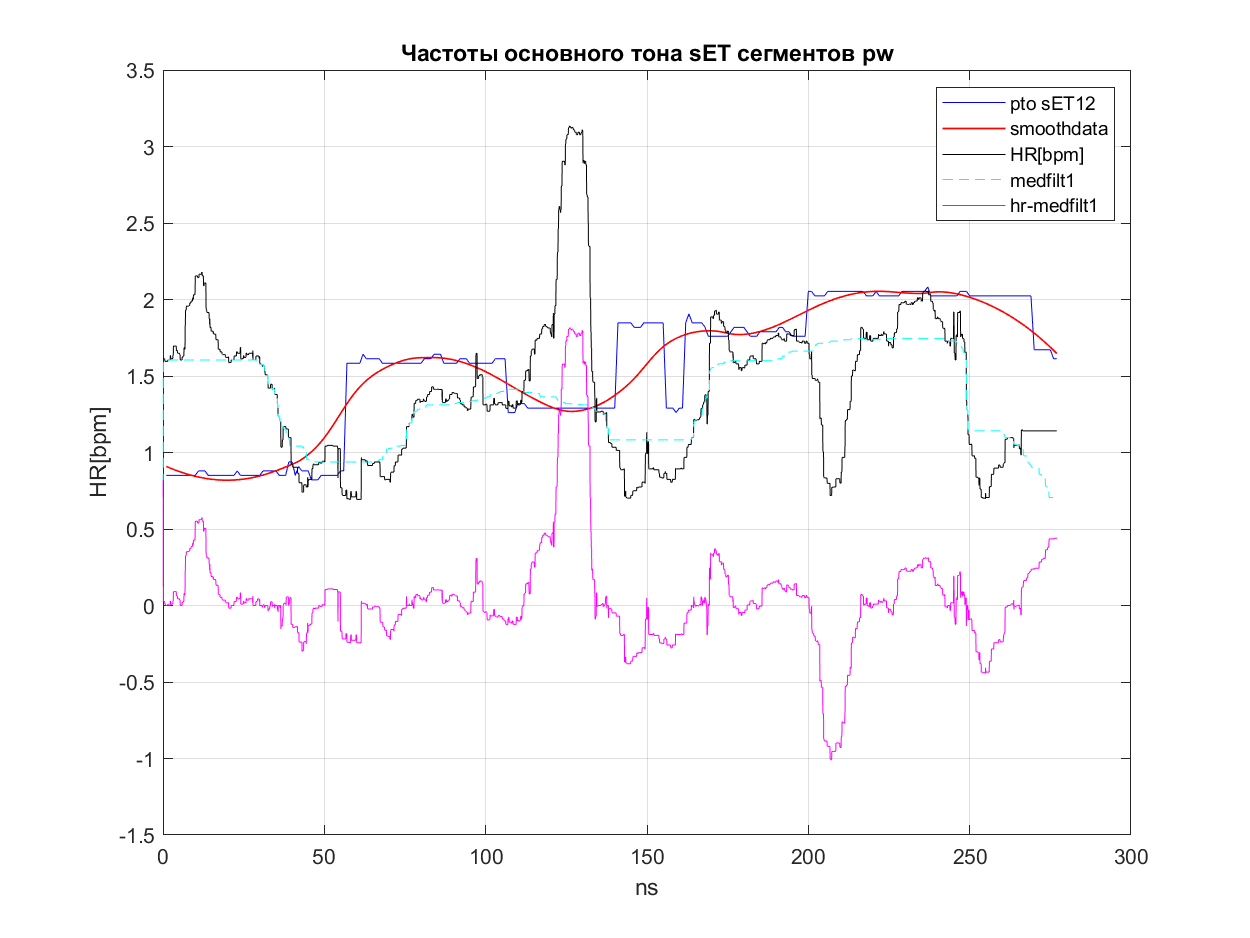 Частоты основного тона sET сегментов pw
3.5
3
2.5
2
1.5
1
0.5
0
-0.5
-1
-1.5
HR[bpm]
0 50 100 150 200 250 300
ns
pto sET12
smoothdata
HR[bpm]
medfilt1
hr-medfilt1